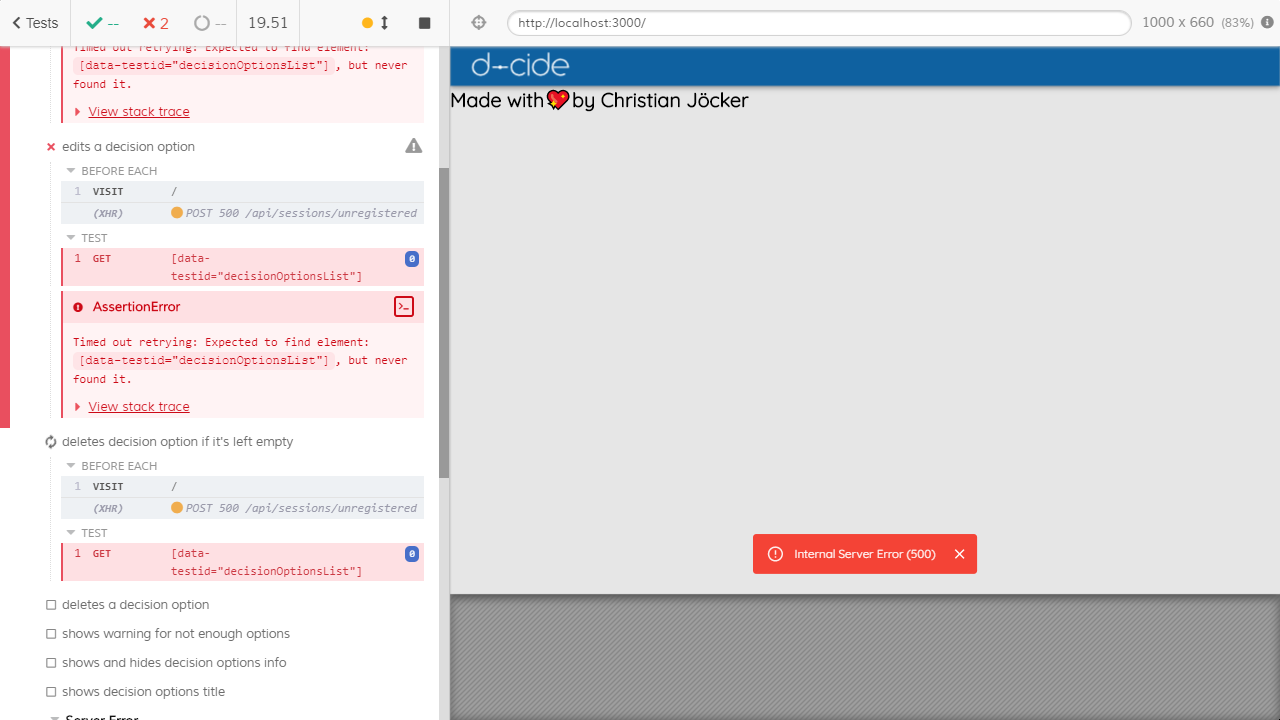 Tests
--
2
--
19.51
http://localhost:3000/
1000 x 660 (83%)
Timed out retrying: Expected to find element:
[data-testid="decisionOptionsList"], but never
found it.
View stack trace
edits a decision option
BEFORE EACH
1 VISIT /
(XHR) POST 500 /api/sessions/unregistered
TEST
1 GET [data-
testid="decisionOptionsList"]
0
AssertionError
Timed out retrying: Expected to find element:
[data-testid="decisionOptionsList"], but never
found it.
View stack trace
deletes decision option if it's left empty
BEFORE EACH
1 VISIT /
(XHR) POST 500 /api/sessions/unregistered
TEST
1 GET [data-
testid="decisionOptionsList"]
0
deletes a decision option
shows warning for not enough options
shows and hides decision options info
shows decision options title
Server Error
d-cide
Made with💖by Christian Jöcker
Internal Server Error (500)